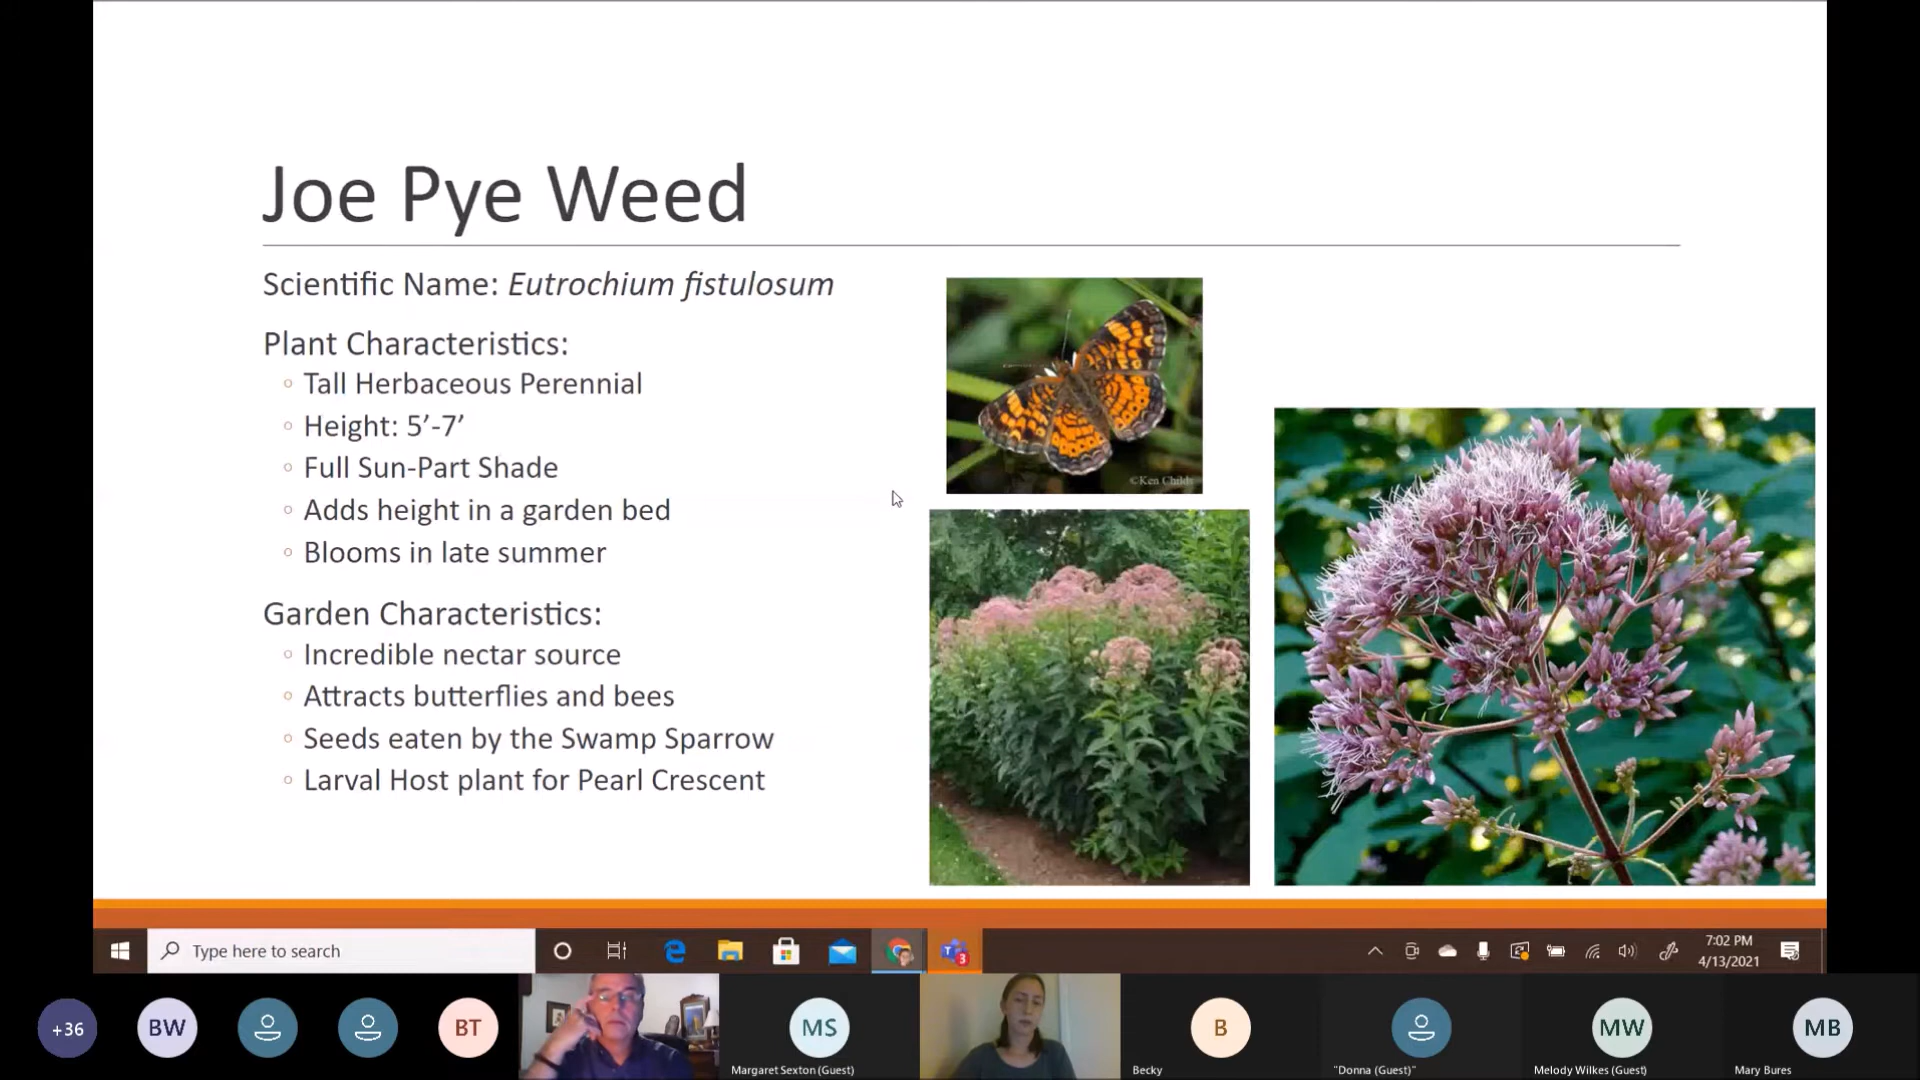 Joe Pye Weed
Scientific Name: Eutrochium fistulosum
Plant Characteristics:
Tall Herbaceous Perennial
Height: 5’-7’
Full Sun-Part Shade
Adds height in a garden bed
Blooms in late summer
Garden Characteristics:
Incredible nectar source
Attracts butterflies and bees
Seeds eaten by the Swamp Sparrow
Larval Host plant for Pearl Crescent
©Ken Childs
Type here to search
3
7:02 PM
4/13/2021
+36
BW
BT
MS
Margaret Sexton (Guest)
B
Becky
"Donna (Guest)"
MW
Melody Wilkes (Guest)
MB
Mary Bures